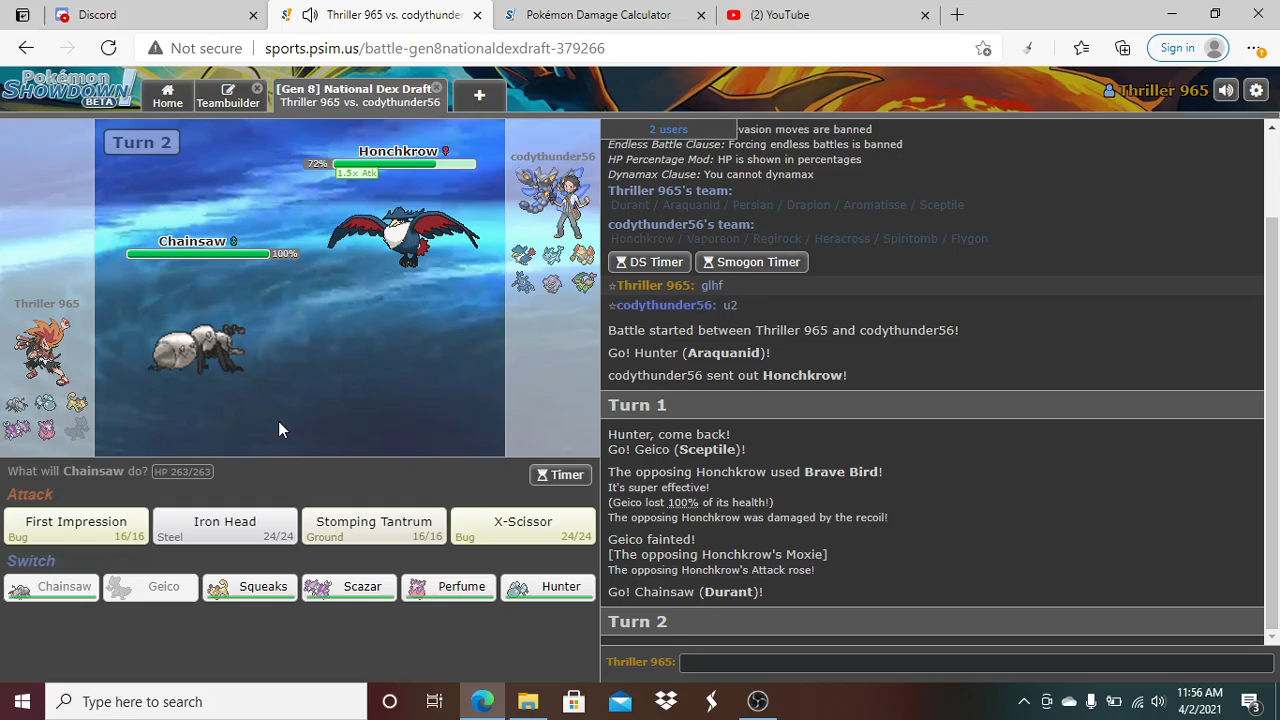 Discord
Thriller 965 vs. codythunder
Pokémon Damage Calculator
(2) YouTube
Not secure
sports.psim.us/battle-gen8nationaldexdraft-379266
Sign in
Pokémon
Showdown
BETA
Home
Teambuilder
[Gen 8] National Dex Draft
Thriller 965 vs. codythunder56
Thriller 965
Turn 2
Honchkrow
72%
1.5× Atk
codythunder56
Chainsaw
100%
Thriller 965
2 users
vasion moves are banned
Endless Battle Clause: Forcing endless battles is banned
HP Percentage Mod: HP is shown in percentages
Dynamax Clause: You cannot dynamax
Thriller 965's team:
Durant / Araquanid / Persian / Drapion / Aromatisse / Sceptile
codythunder56's team:
Honchkrow / Vaporeon / Regirock / Heracross / Spiritomb / Flygon
DS Timer
Smogon Timer
☆Thriller 965: glhf
☆codythunder56: u2
Battle started between Thriller 965 and codythunder56!
Go! Hunter (Araquanid)!
codythunder56 sent out Honchkrow!
Turn 1
Hunter, come back!
Go! Geico (Sceptile)!
The opposing Honchkrow used Brave Bird!
It's super effective!
(Geico lost 100% of its health!)
The opposing Honchkrow was damaged by the recoil!
Geico fainted!
[The opposing Honchkrow's Moxie]
The opposing Honchkrow's Attack rose!
Go! Chainsaw (Durant)!
Turn 2
Thriller 965:
What will Chainsaw do? HP 263/263
Timer
Attack
First Impression
Bug 16/16
Iron Head
Steel 24/24
Stomping Tantrum
Ground 16/16
X-Scissor
Bug 24/24
Switch
Chainsaw
Geico
Squeaks
Scazar
Perfume
Hunter
Type here to search
11:56 AM
4/2/2021
3